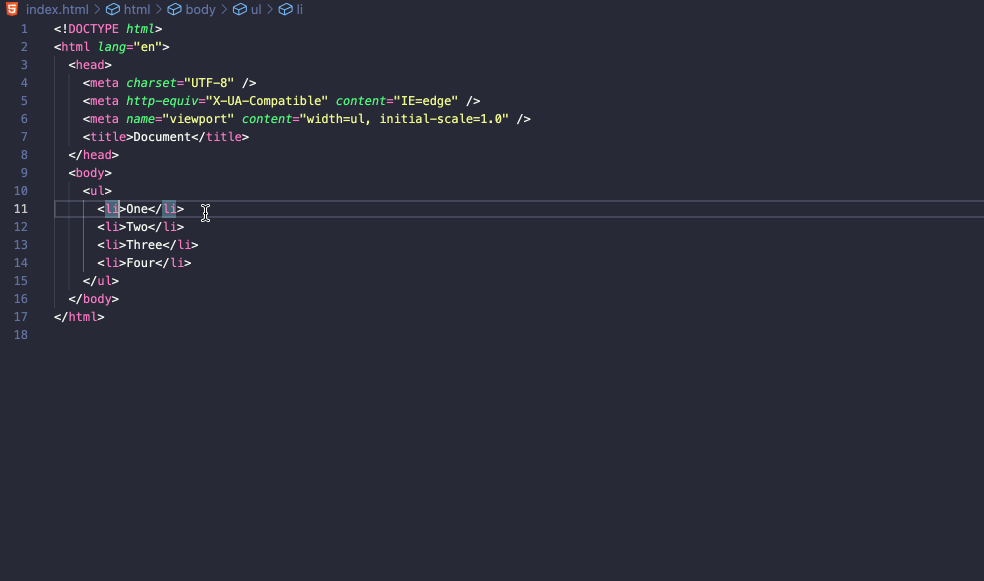 index.html > html > body > ul > li
1 <!DOCTYPE html>
2 <html lang="en">
3 <head>
4 <meta charset="UTF-8" />
5 <meta http-equiv="X-UA-Compatible" content="IE=edge" />
6 <meta name="viewport" content="width=ul, initial-scale=1.0" />
7 <title>Document</title>
8 </head>
9 <body>
10 <ul>
11 <li>One</li>
12 <li>Two</li>
13 <li>Three</li>
14 <li>Four</li>
15 </ul>
16 </body>
17 </html>
18